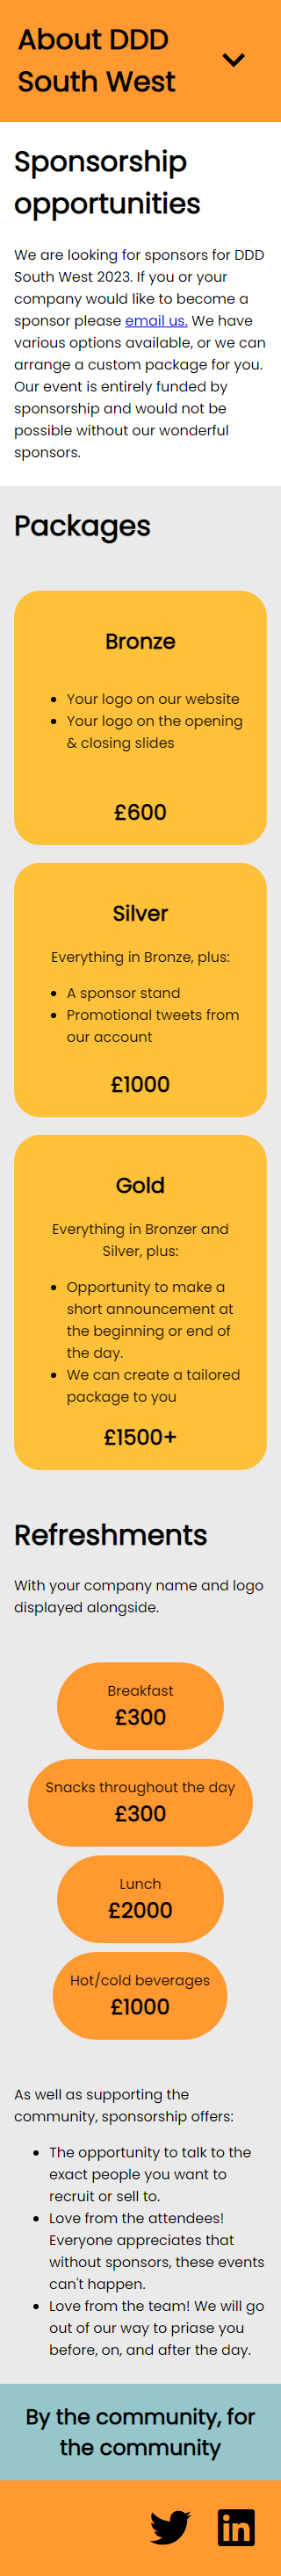 About DDD
South West
Sponsorship
opportunities
We are looking for sponsors for DDD
South West 2023. If you or your
company would like to become a
sponsor please email us. We have
various options available, or we can
arrange a custom package for you.
Our event is entirely funded by
sponsorship and would not be
possible without our wonderful
sponsors.
Packages
Bronze
• Your logo on our website
• Your logo on the opening
& closing slides
£600
Silver
Everything in Bronze, plus:
• A sponsor stand
• Promotional tweets from
our account
£1000
Gold
Everything in Bronzer and
Silver, plus:
• Opportunity to make a
short announcement at
the beginning or end of
the day.
• We can create a tailored
package to you
£1500+
Refreshments
With your company name and logo
displayed alongside.
Breakfast
£300
Snacks throughout the day
£300
Lunch
£2000
Hot/cold beverages
£1000
As well as supporting the
community, sponsorship offers:
• The opportunity to talk to the
exact people you want to
recruit or sell to.
• Love from the attendees!
Everyone appreciates that
without sponsors, these events
can't happen.
• Love from the team! We will go
out of our way to priase you
before, on, and after the day.
By the community, for
the community
in